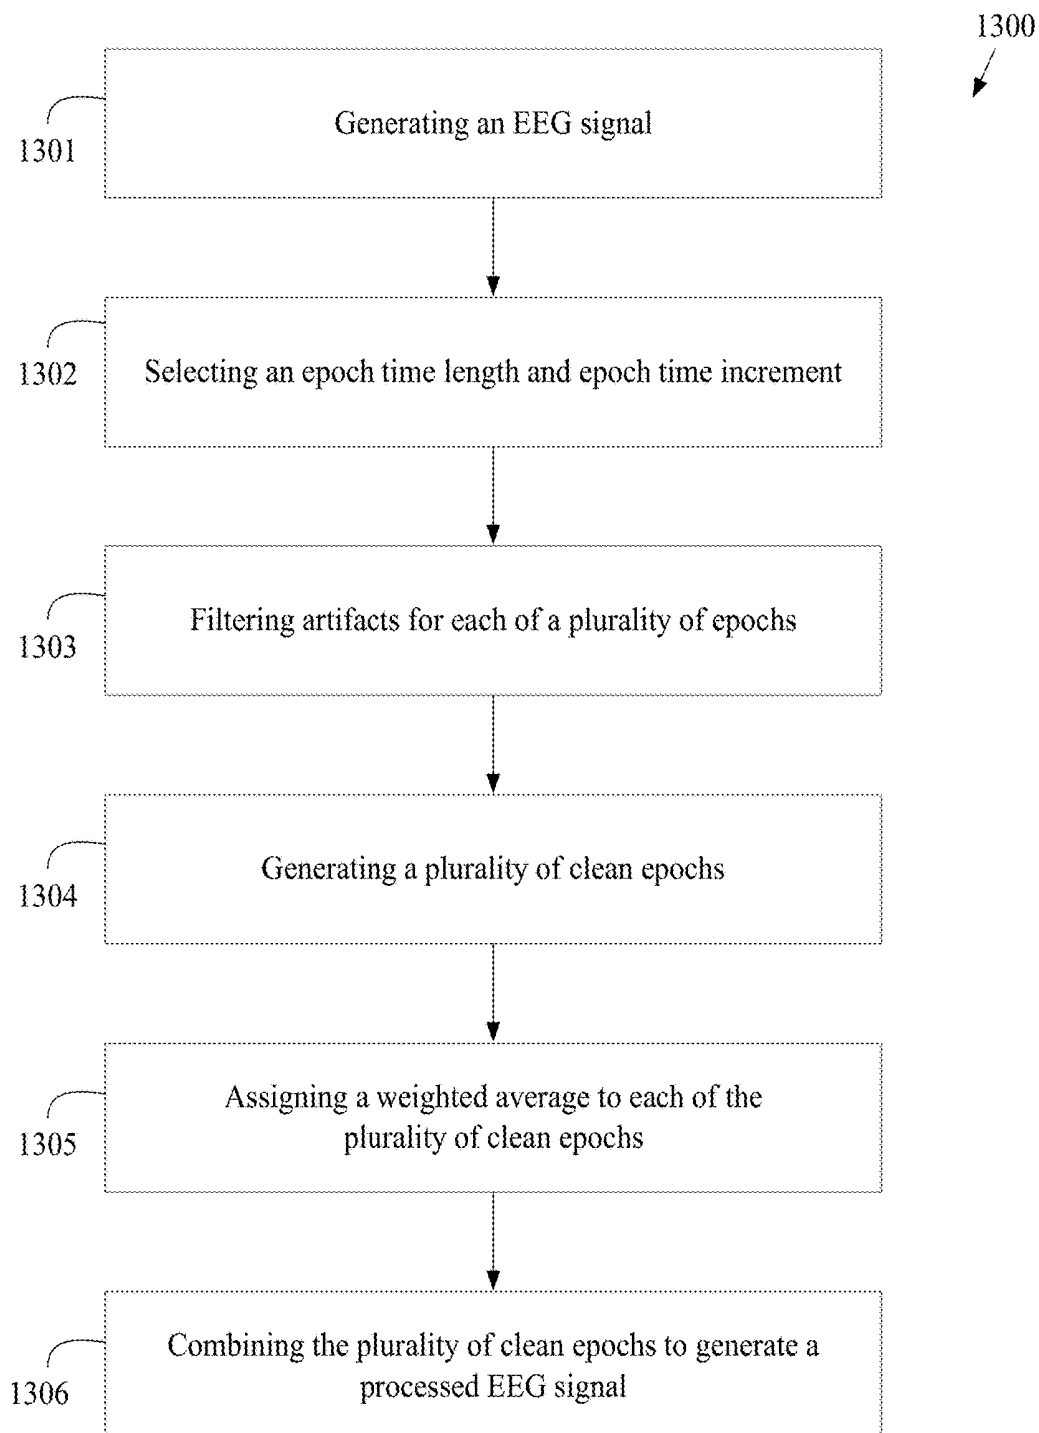 1300
Generating an EEG signal
1301
Selecting an epoch time length and epoch time increment
1302
Filtering artifacts for each of a plurality of epochs
1303
Generating a plurality of clean epochs
1304
Assigning a weighted average to each of the
plurality of clean epochs
1305
Combining the plurality of clean epochs to generate a
processed EEG signal
1306